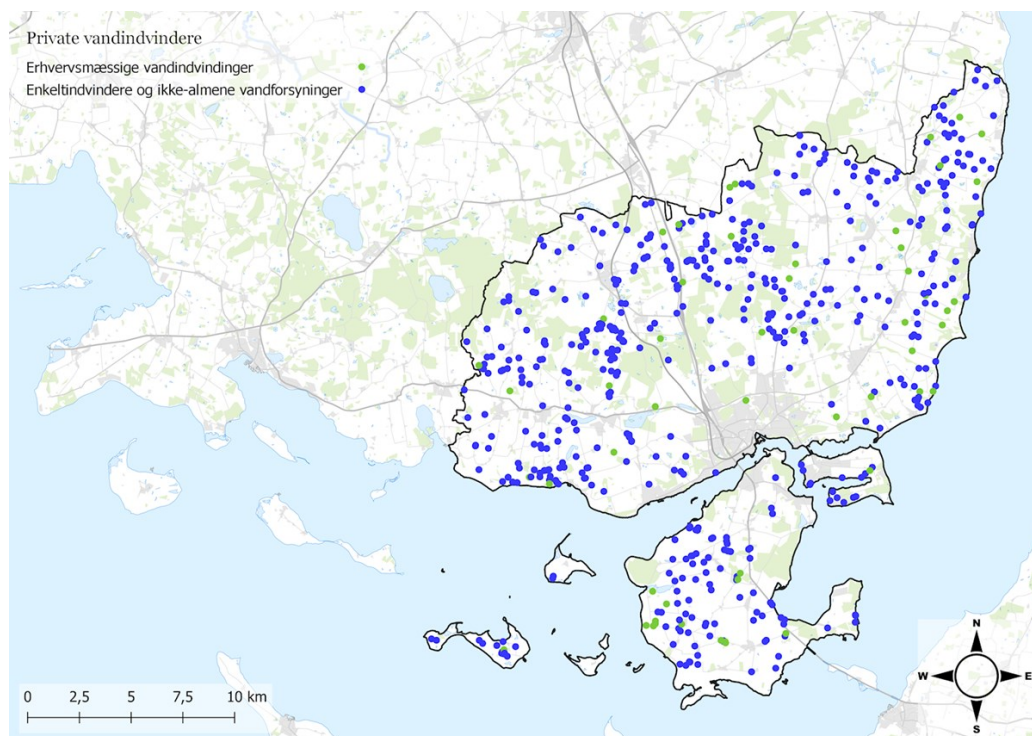 Private vandindvindere
Erhvervsmæssige vandindvindinger
Enkeltindvindere og ikke-almene vandforsyninger
N
W
E
S
0 2,5 5 7,5 10 km